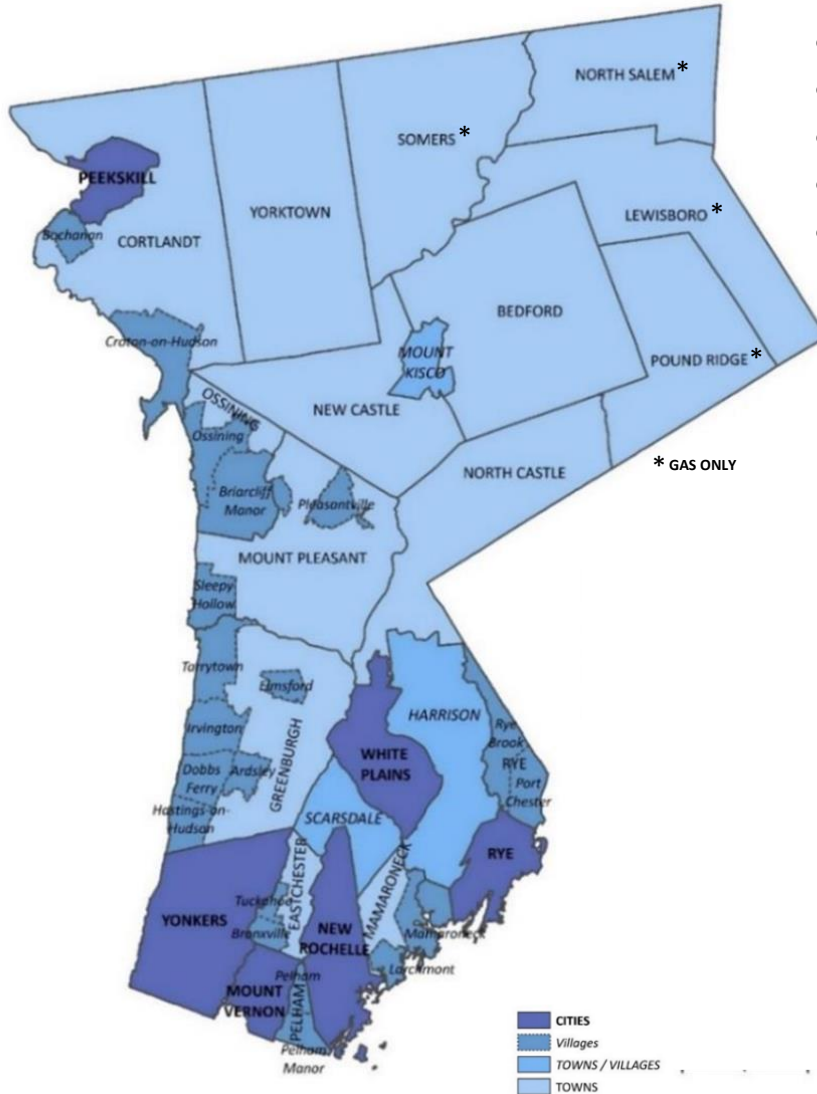 NORTH SALEM *
SOMERS *
PEEKSKILL
YORKTOWN
LEWISBORO *
Buchanan
CORTLANDT
BEDFORD
Croton-on-Hudson
MOUNT
KISCO
POUND RIDGE *
OSSINING
NEW CASTLE
Ossining
* GAS ONLY
NORTH CASTLE
Briarcliff
Manor
Pleasantville
MOUNT PLEASANT
Sleepy
Hollow
Tarrytown
Elmsford
HARRISON
Irvington
Rye
Brook
WHITE
PLAINS
RYE
Dobbs
Ferry
Ardsley
GREENBURGH
Port
Chester
Hastings-on-
Hudson
SCARSDALE
RYE
EASTCHESTER
MAMARONECK
Tuckahoe
YONKERS
NEW
ROCHELLE
Bronxville
Mamaroneck
Larchmont
Pelham
MOUNT
VERNON
PELHAM
Pelham
Manor
CITIES
Villages
TOWNS / VILLAGES
TOWNS